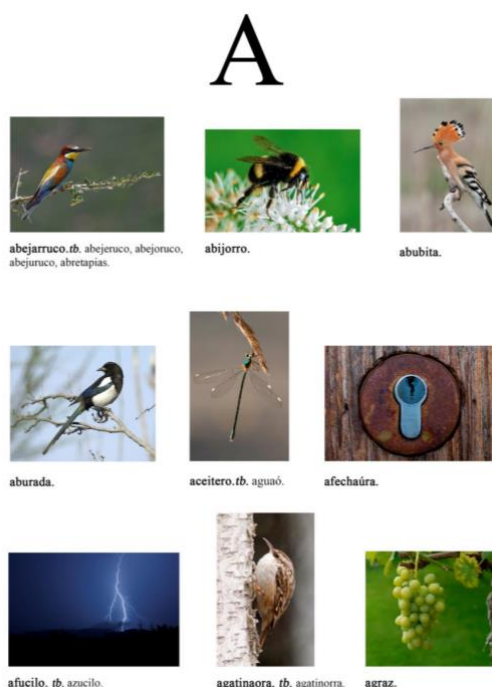 A
abejarruco.tb. abejeruco, abejoruco,
abejuruco, abretapias.
abijorro.
abubita.
aburada.
aceitero.tb. aguaó.
afechaúra.
afucilo. tb. azucilo.
agatinaora. tb. agatinorra.
agraz.